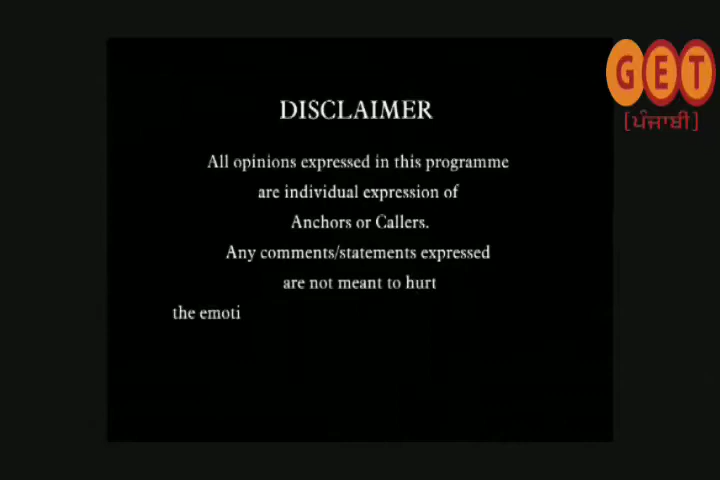 DISCLAIMER
All opinions expressed in this programme
are individual expression of
Anchors or Callers.
Any comments/statements expressed
are not meant to hurt
the emoti
GET
[ਪੰਜਾਬੀ]